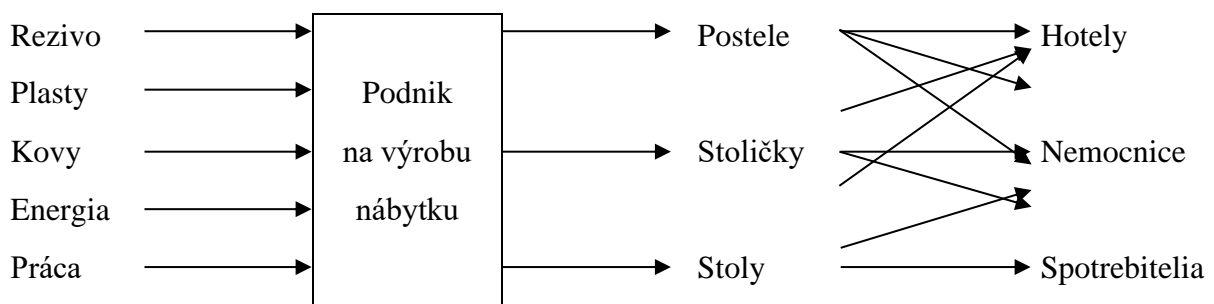 Rezivo
Plasty
Kovy
Energia
Práca
Podnik
na výrobu
nábytku
Postele
Stoličky
Stoly
Hotely
Nemocnice
Spotrebitelia